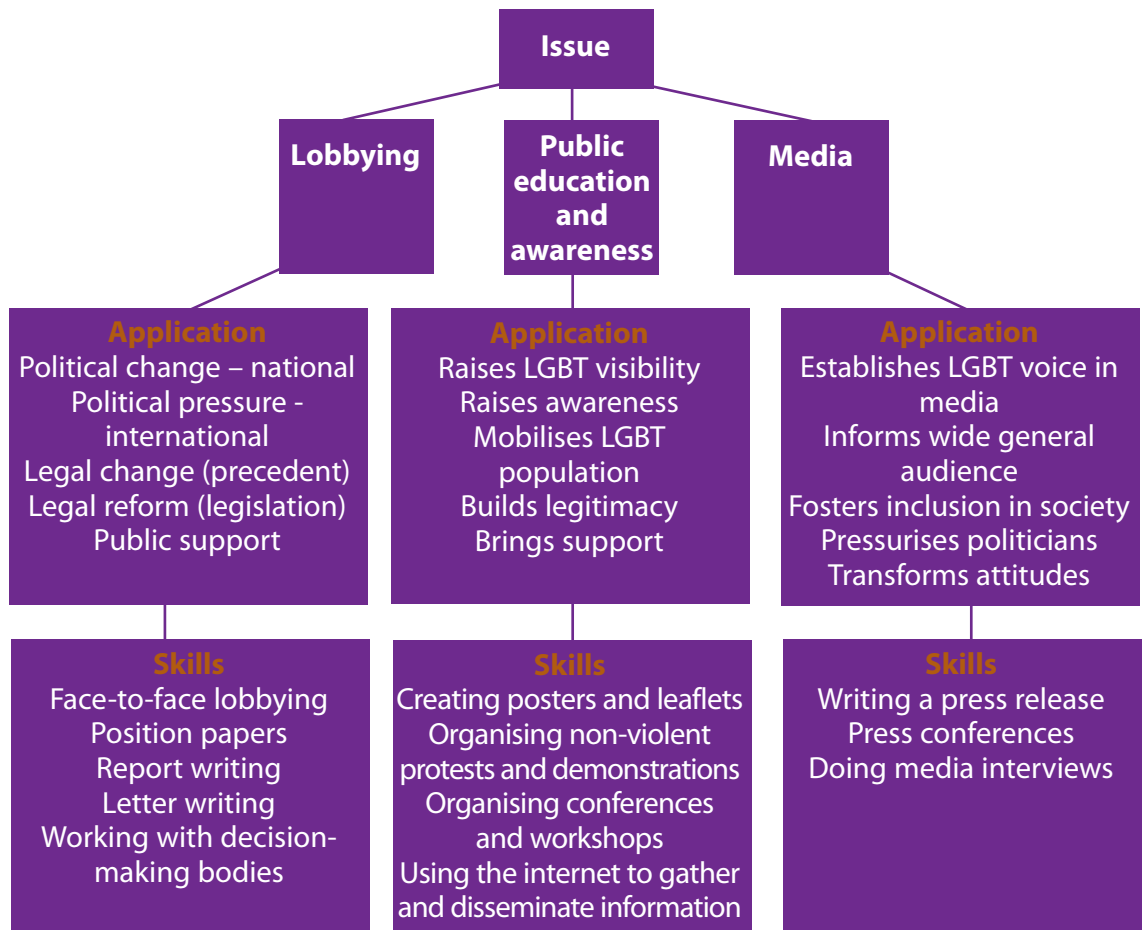 Issue
Lobbying
Public
education
and
awareness
Media
Application
Political change – national
Political pressure -
international
Legal change (precedent)
Legal reform (legislation)
Public support
Application
Raises LGBT visibility
Raises awareness
Mobilises LGBT
population
Builds legitimacy
Brings support
Application
Establishes LGBT voice in
media
Informs wide general
audience
Fosters inclusion in society
Pressurises politicians
Transforms attitudes
Skills
Face-to-face lobbying
Position papers
Report writing
Letter writing
Working with decision-
making bodies
Skills
Creating posters and leaflets
Organising non-violent
protests and demonstrations
Organising conferences
and workshops
Using the internet to gather
and disseminate information
Skills
Writing a press release
Press conferences
Doing media interviews